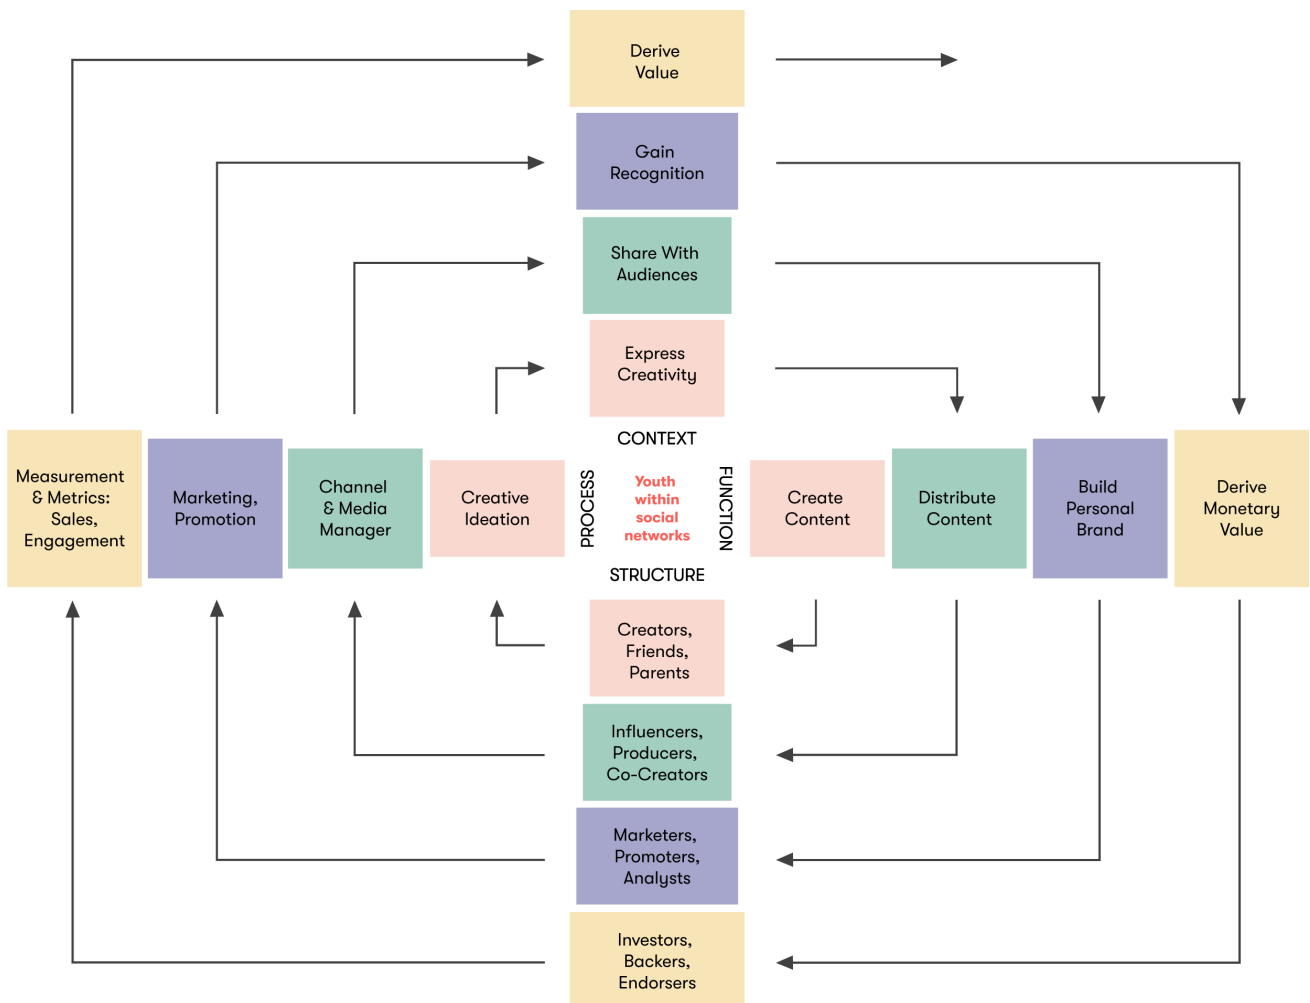 Derive
Value
Gain
Recognition
Share With
Audiences
Express
Creativity
CONTEXT
Measurement
& Metrics:
Sales,
Engagement
Marketing,
Promotion
Channel
& Media
Manager
Creative
Ideation
PROCESS
Youth
within
social
networks
FUNCTION
Create
Content
Distribute
Content
Build
Personal
Brand
Derive
Monetary
Value
STRUCTURE
Creators,
Friends,
Parents
Influencers,
Producers,
Co-Creators
Marketers,
Promoters,
Analysts
Investors,
Backers,
Endorsers